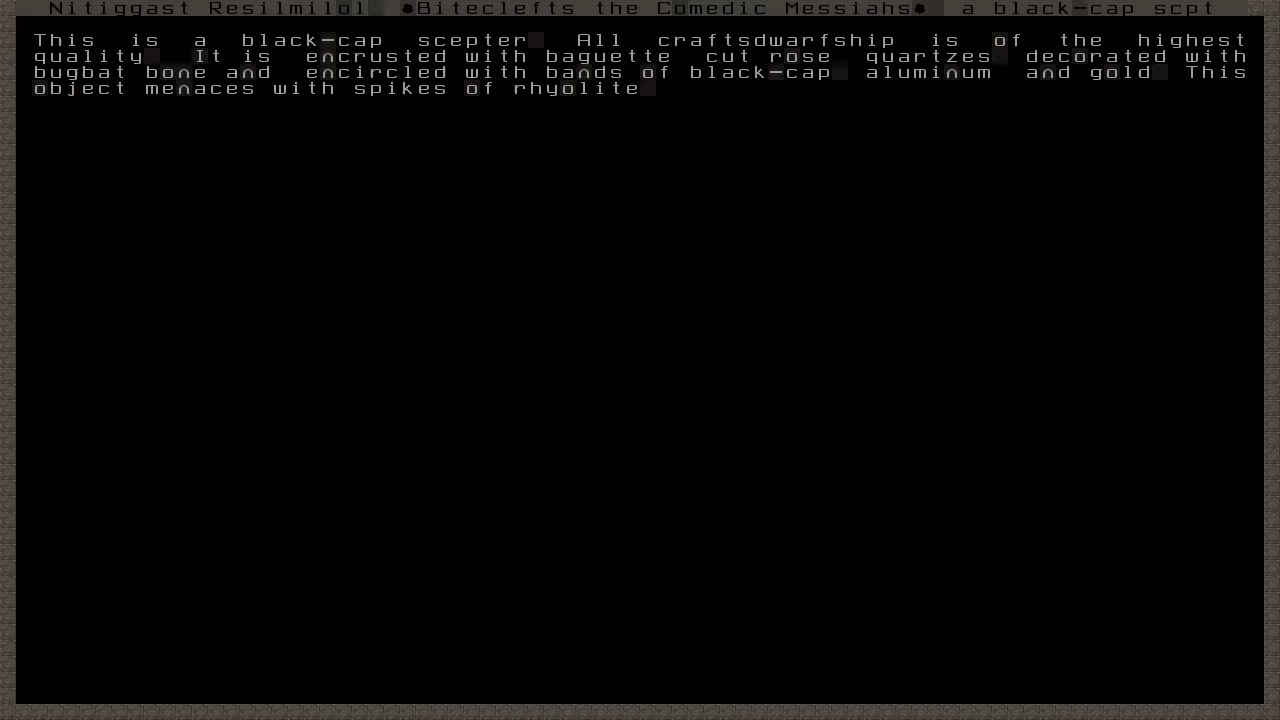 Nitiggast Resilmilol ✹Biteclefts the Comedic Messiahs✹ a black-cap scpt
This is a black-cap scepter All craftsdwarfship is of the highest
quality It is encrusted with baguette cut rose quartzes decorated with
bugbat bone and encircled with bands of black-cap aluminum and gold This
object menaces with spikes of rhyolite